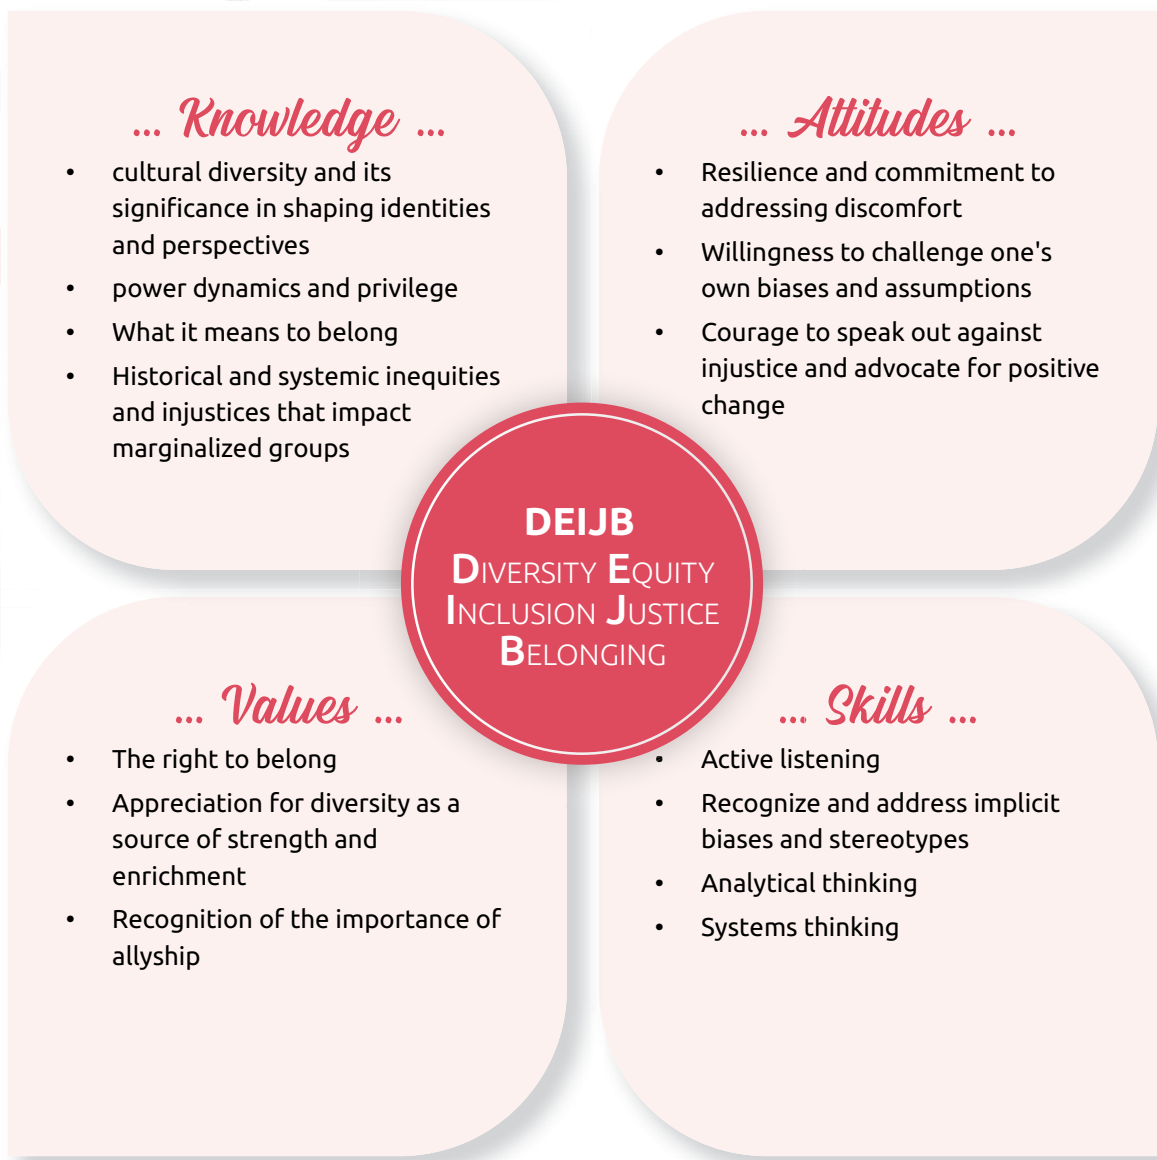 ... Knowledge ...
• cultural diversity and its
significance in shaping identities
and perspectives
• power dynamics and privilege
• What it means to belong
• Historical and systemic inequities
and injustices that impact
marginalized groups
... Attitudes ...
• Resilience and commitment to
addressing discomfort
• Willingness to challenge one's
own biases and assumptions
• Courage to speak out against
injustice and advocate for positive
change
DEIJB
DIVERSITY EQUITY
INCLUSION JUSTICE
BELONGING
... Values ...
• The right to belong
• Appreciation for diversity as a
source of strength and
enrichment
• Recognition of the importance of
allyship
... Skills ...
• Active listening
• Recognize and address implicit
biases and stereotypes
• Analytical thinking
• Systems thinking